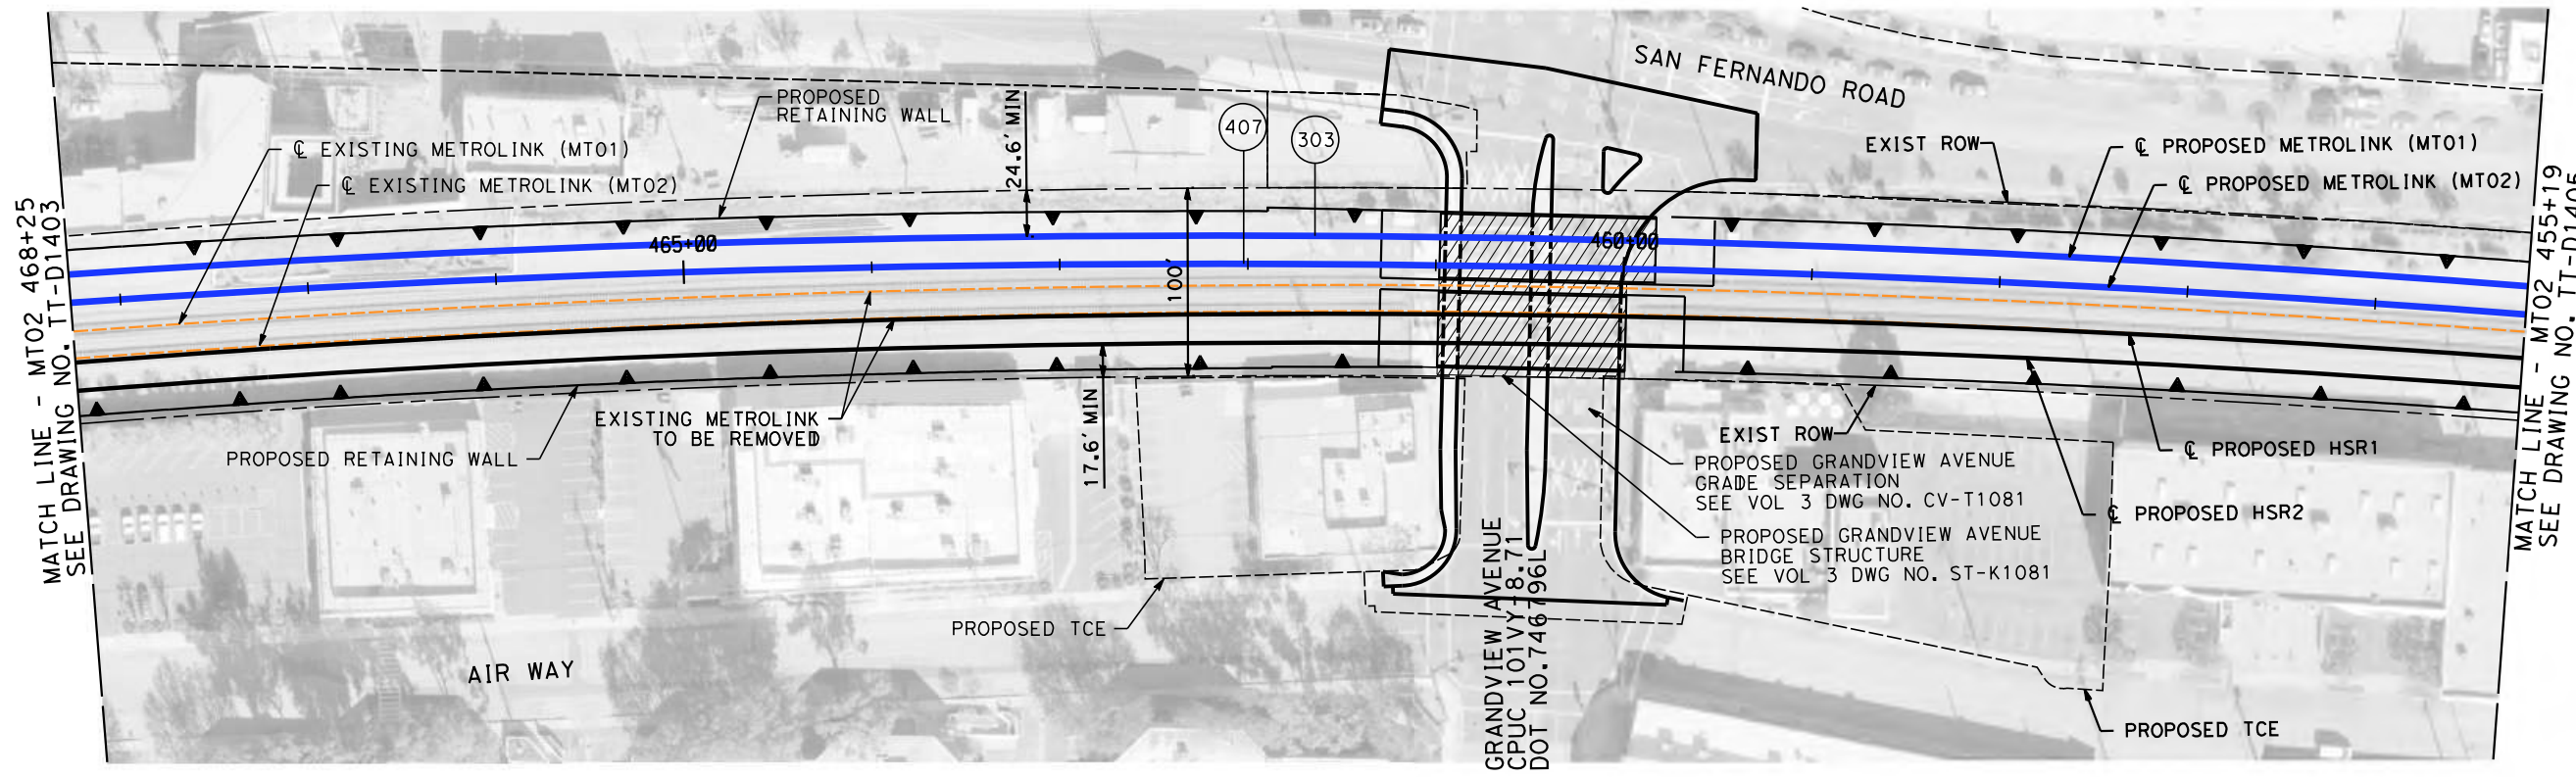 SAN FERNANDO ROAD
PROPOSED
RETAINING WALL
24.6' MIN
407
303
℄ EXISTING METROLINK (MT01)
℄ EXISTING METROLINK (MT02)
EXIST ROW
℄ PROPOSED METROLINK (MT01)
℄ PROPOSED METROLINK (MT02)
MATCH LINE - MT02 468+25
SEE DRAWING NO. TT-D1403
465+00
460+00
100'
MATCH LINE - MT02 455+19
SEE DRAWING NO. TT-D1405
17.6' MIN
EXISTING METROLINK
TO BE REMOVED
PROPOSED RETAINING WALL
EXIST ROW
℄ PROPOSED HSR1
PROPOSED GRANDVIEW AVENUE
GRADE SEPARATION
SEE VOL 3 DWG NO. CV-T1081
℄ PROPOSED HSR2
PROPOSED GRANDVIEW AVENUE
BRIDGE STRUCTURE
SEE VOL 3 DWG NO. ST-K1081
GRANDVIEW AVENUE
CPUC 101VY-8.71
DOT NO.746796L
PROPOSED TCE
AIR WAY
PROPOSED TCE